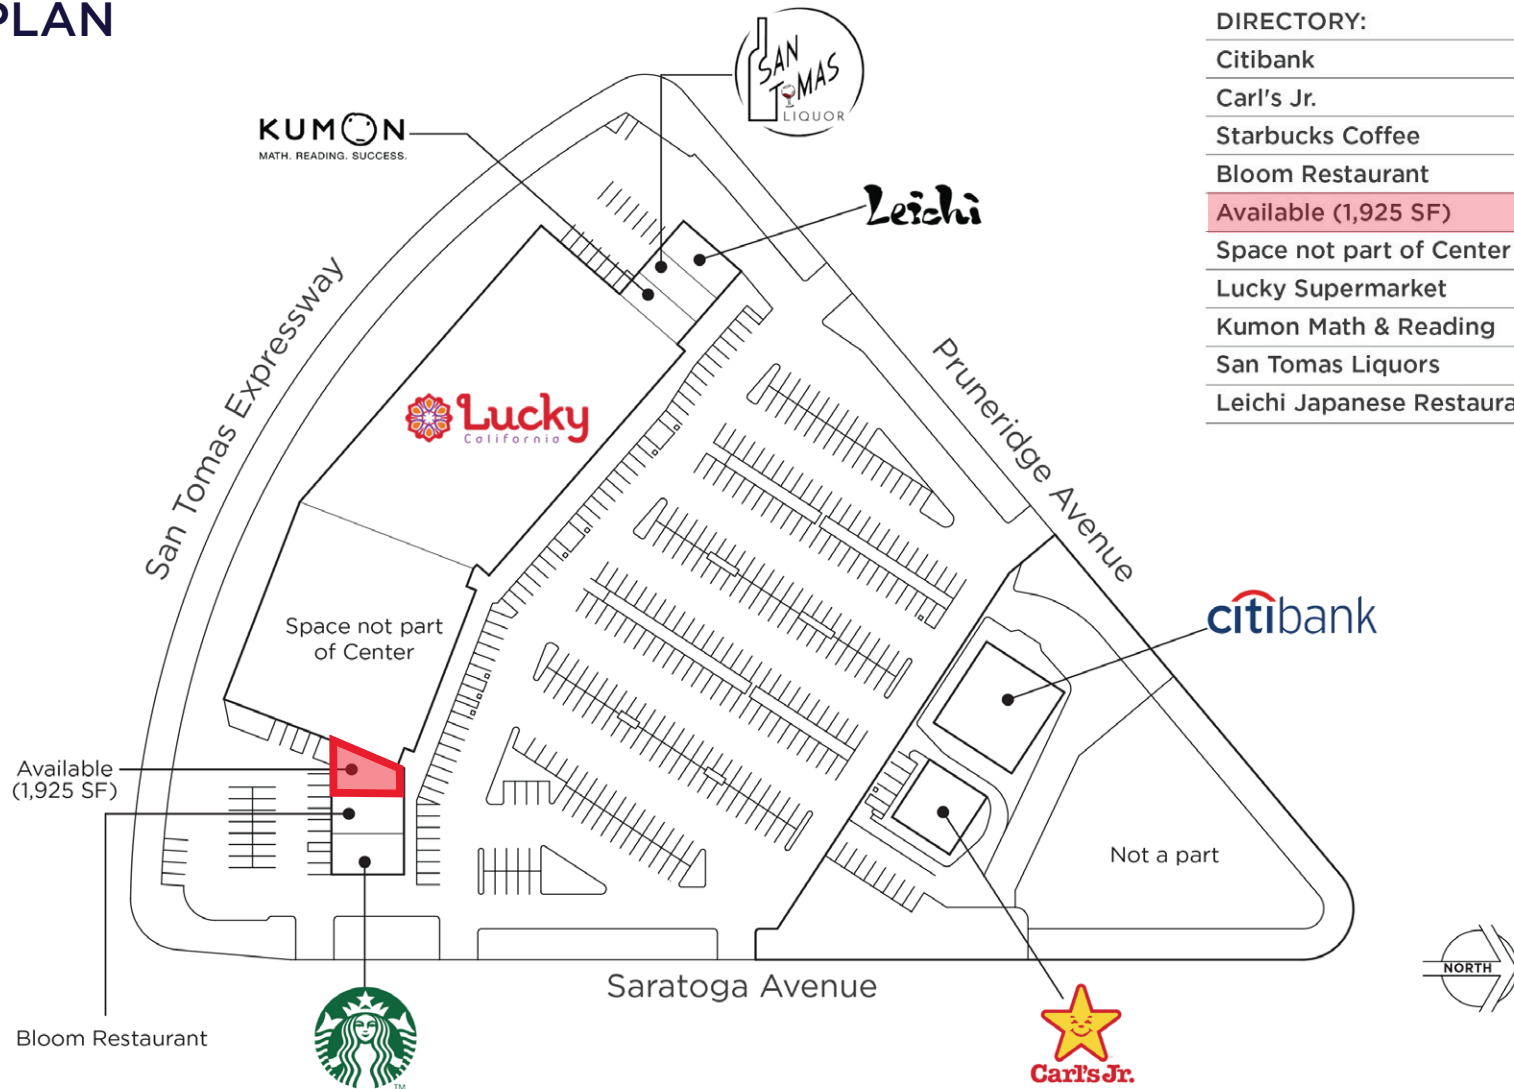 PLAN
SAN
TOMAS
LIQUOR
KUMON
MATH. READING. SUCCESS.
Leichi
San Tomas Expressway
Pruneridge Avenue
Lucky
California
Space not part
of Center
citibank
Available
(1,925 SF)
Not a part
Saratoga Avenue
NORTH
Bloom Restaurant
TM
Carl's Jr.
DIRECTORY:
Citibank
Carl's Jr.
Starbucks Coffee
Bloom Restaurant
Available (1,925 SF)
Space not part of Center
Lucky Supermarket
Kumon Math & Reading
San Tomas Liquors
Leichi Japanese Restaura